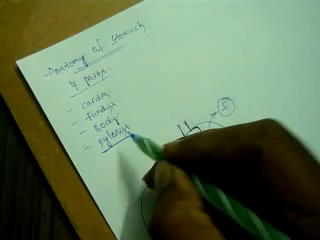 Anatomy of Stomach
4 parts
- Cardia
- Fundus
- Body
- Pylorus
F